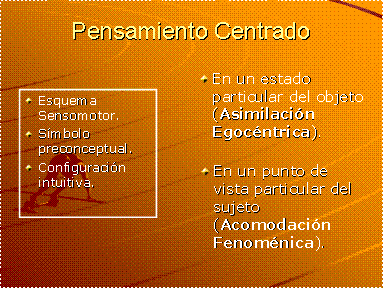 Pensamiento Centrado
Esquema
Sensomotor.
Símbolo
preconceptual.
Configuración
intuitiva.
En un estado
particular del objeto
(Asimilación
Egocéntrica).
En un punto de
vista particular del
sujeto
(Acomodación
Fenoménica).